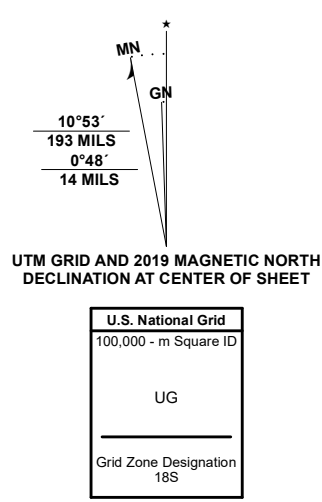 MN
GN
10°53´
193 MILS
0°48´
14 MILS
UTM GRID AND 2019 MAGNETIC NORTH
DECLINATION AT CENTER OF SHEET
U.S. National Grid
100,000 - m Square ID
UG
Grid Zone Designation
18S